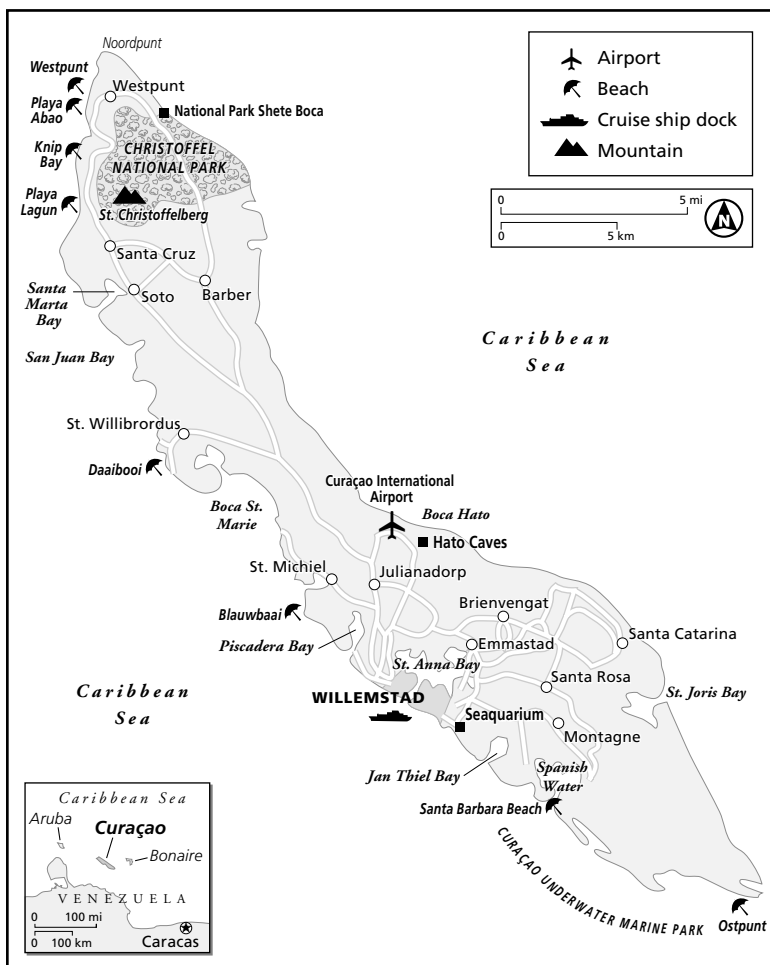 Noordpunt
Westpunt
Westpunt
Playa
Abao
National Park Shete Boca
Knip
Bay
CHRISTOFFEL
NATIONAL PARK
Playa
Lagun
St. Christoffelberg
Santa Cruz
Santa
Marta
Bay
Soto
Barber
San Juan Bay
Airport
Beach
Cruise ship dock
Mountain
0
5 mi
0
5 km
N
Caribbean
Sea
St. Willibrordus
Daaibooi
Curaçao International
Airport
Boca St.
Marie
Boca Hato
Hato Caves
St. Michiel
Julianadorp
Blauwbaai
Brienvengat
Piscadera Bay
Emmastad
Santa Catarina
St. Anna Bay
Caribbean
Sea
WILLEMSTAD
Santa Rosa
St. Joris Bay
Seaquarium
Montagne
Jan Thiel Bay
Spanish
Water
Santa Barbara Beach
CURAÇAO UNDERWATER MARINE PARK
Ostpunt
Caribbean Sea
Aruba
Curaçao
Bonaire
VENEZUELA
0
100 mi
0
100 km
Caracas